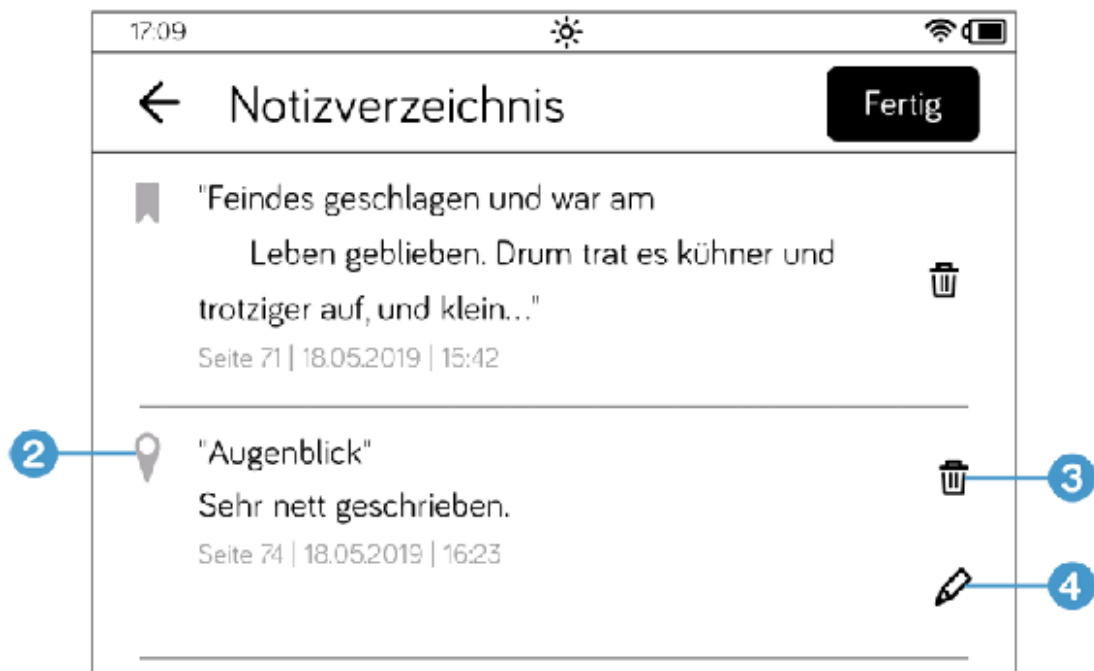 17:09
Notizverzeichnis
Fertig
"Feindes geschlagen und war am
Leben geblieben. Drum trat es kühner und
trotziger auf, und klein..."
Seite 71 | 18.05.2019 | 15:42
2
"Augenblick"
3
Sehr nett geschrieben.
Seite 74 | 18.05.2019 | 16:23
4